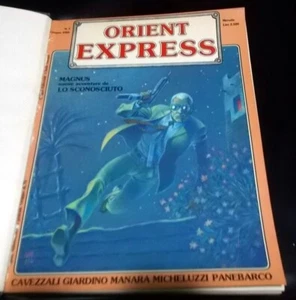 ORIENT
EXPRESS
MAGNUS
LO SCONOSCIUTO
CAVEZZALI GIARDINO MANARA MICHELUZZI PANEBARCO